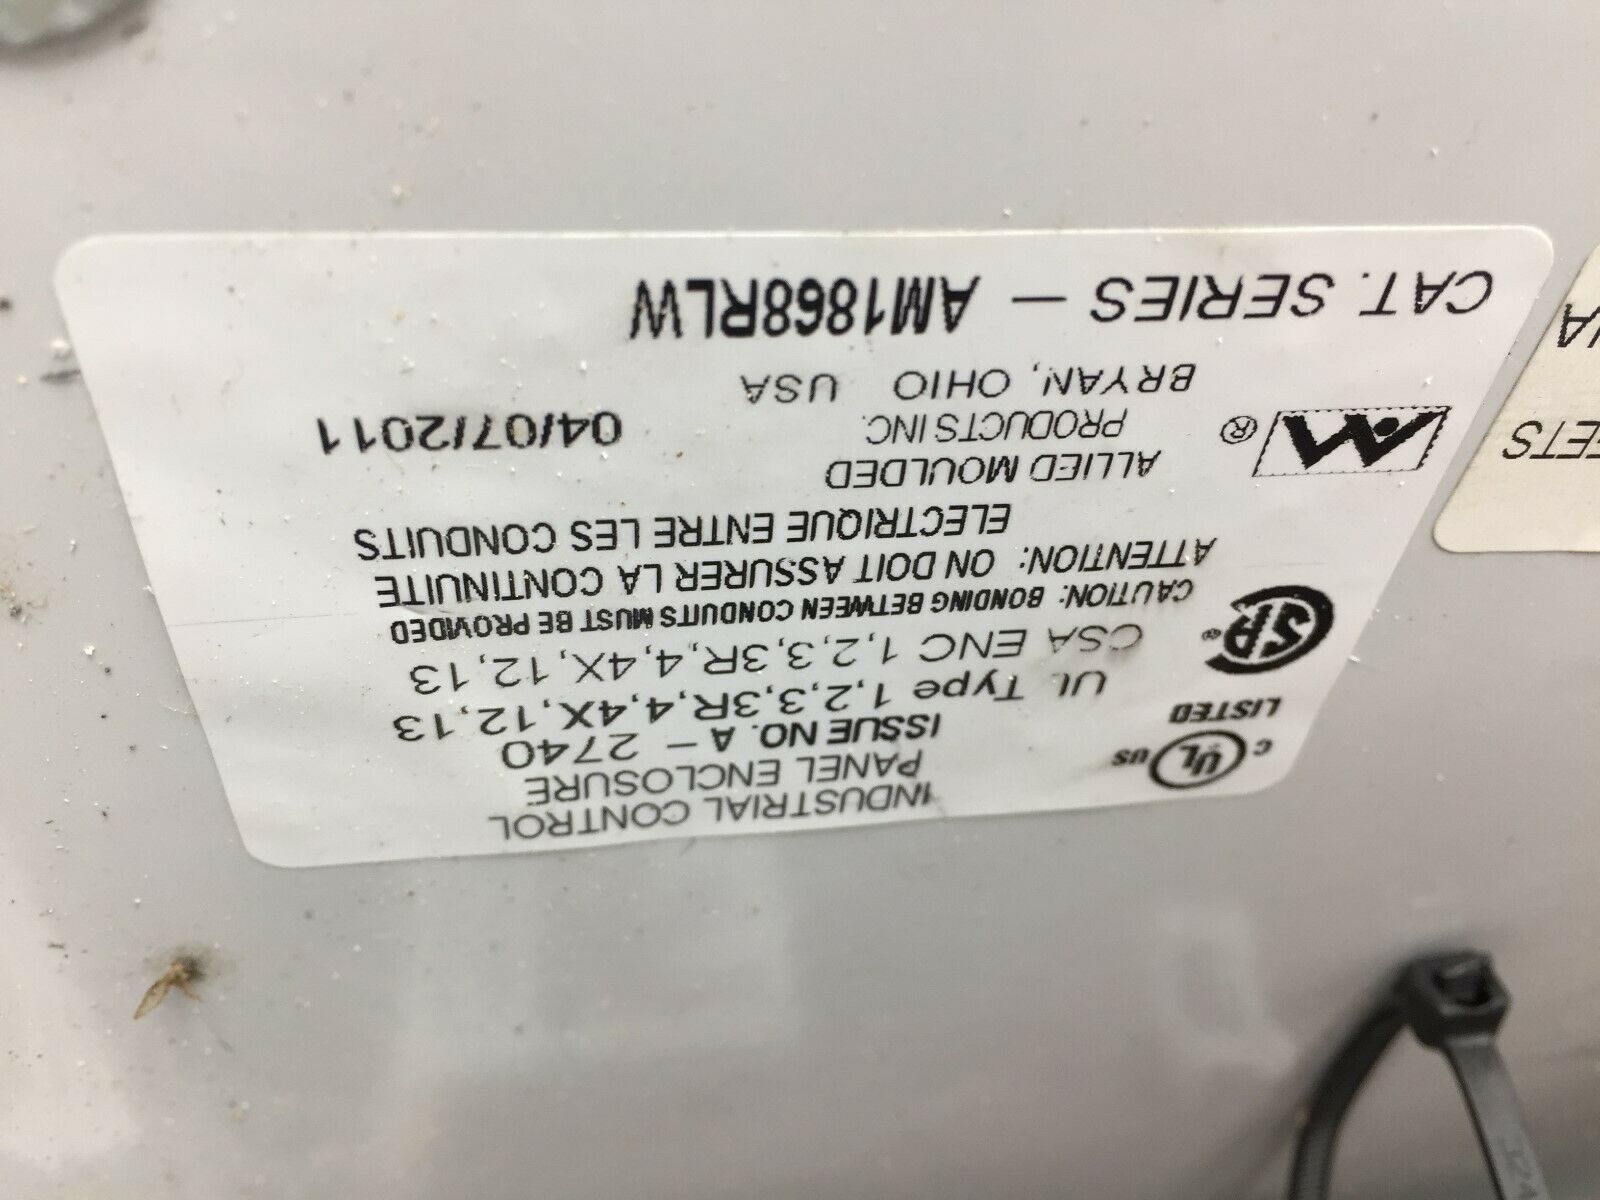 INDUSTRIAL CONTROL
PANEL ENCLOSURE
C UL US
LISTED
ISSUE NO. A - 2740
UL Type 1,2,3,3R,4,4X,12,13
CSA ENC 1,2,3,3R,4,4X,12,13
CAUTION: BONDING BETWEEN CONDUITS MUST BE PROVIDED
ATTENTION: ON DOIT ASSURER LA CONTINUITE
ELECTRIQUE ENTRE LES CONDUITS
ALLIED MOULDED
PRODUCTS INC.
®
04/07/2011
BRYAN, OHIO USA
CAT. SERIES - AM1868RLW